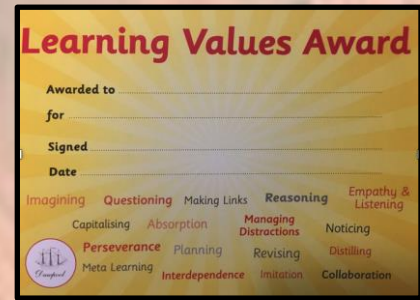 Learning Values Award
Awarded to
for
Signed
Date
Imagining Questioning Making Links Reasoning Empathy & Listening
Capitalising Absorption Managing Distractions Noticing
Perseverance Planning Revising Distilling
Meta Learning Interdependence Imitation Collaboration